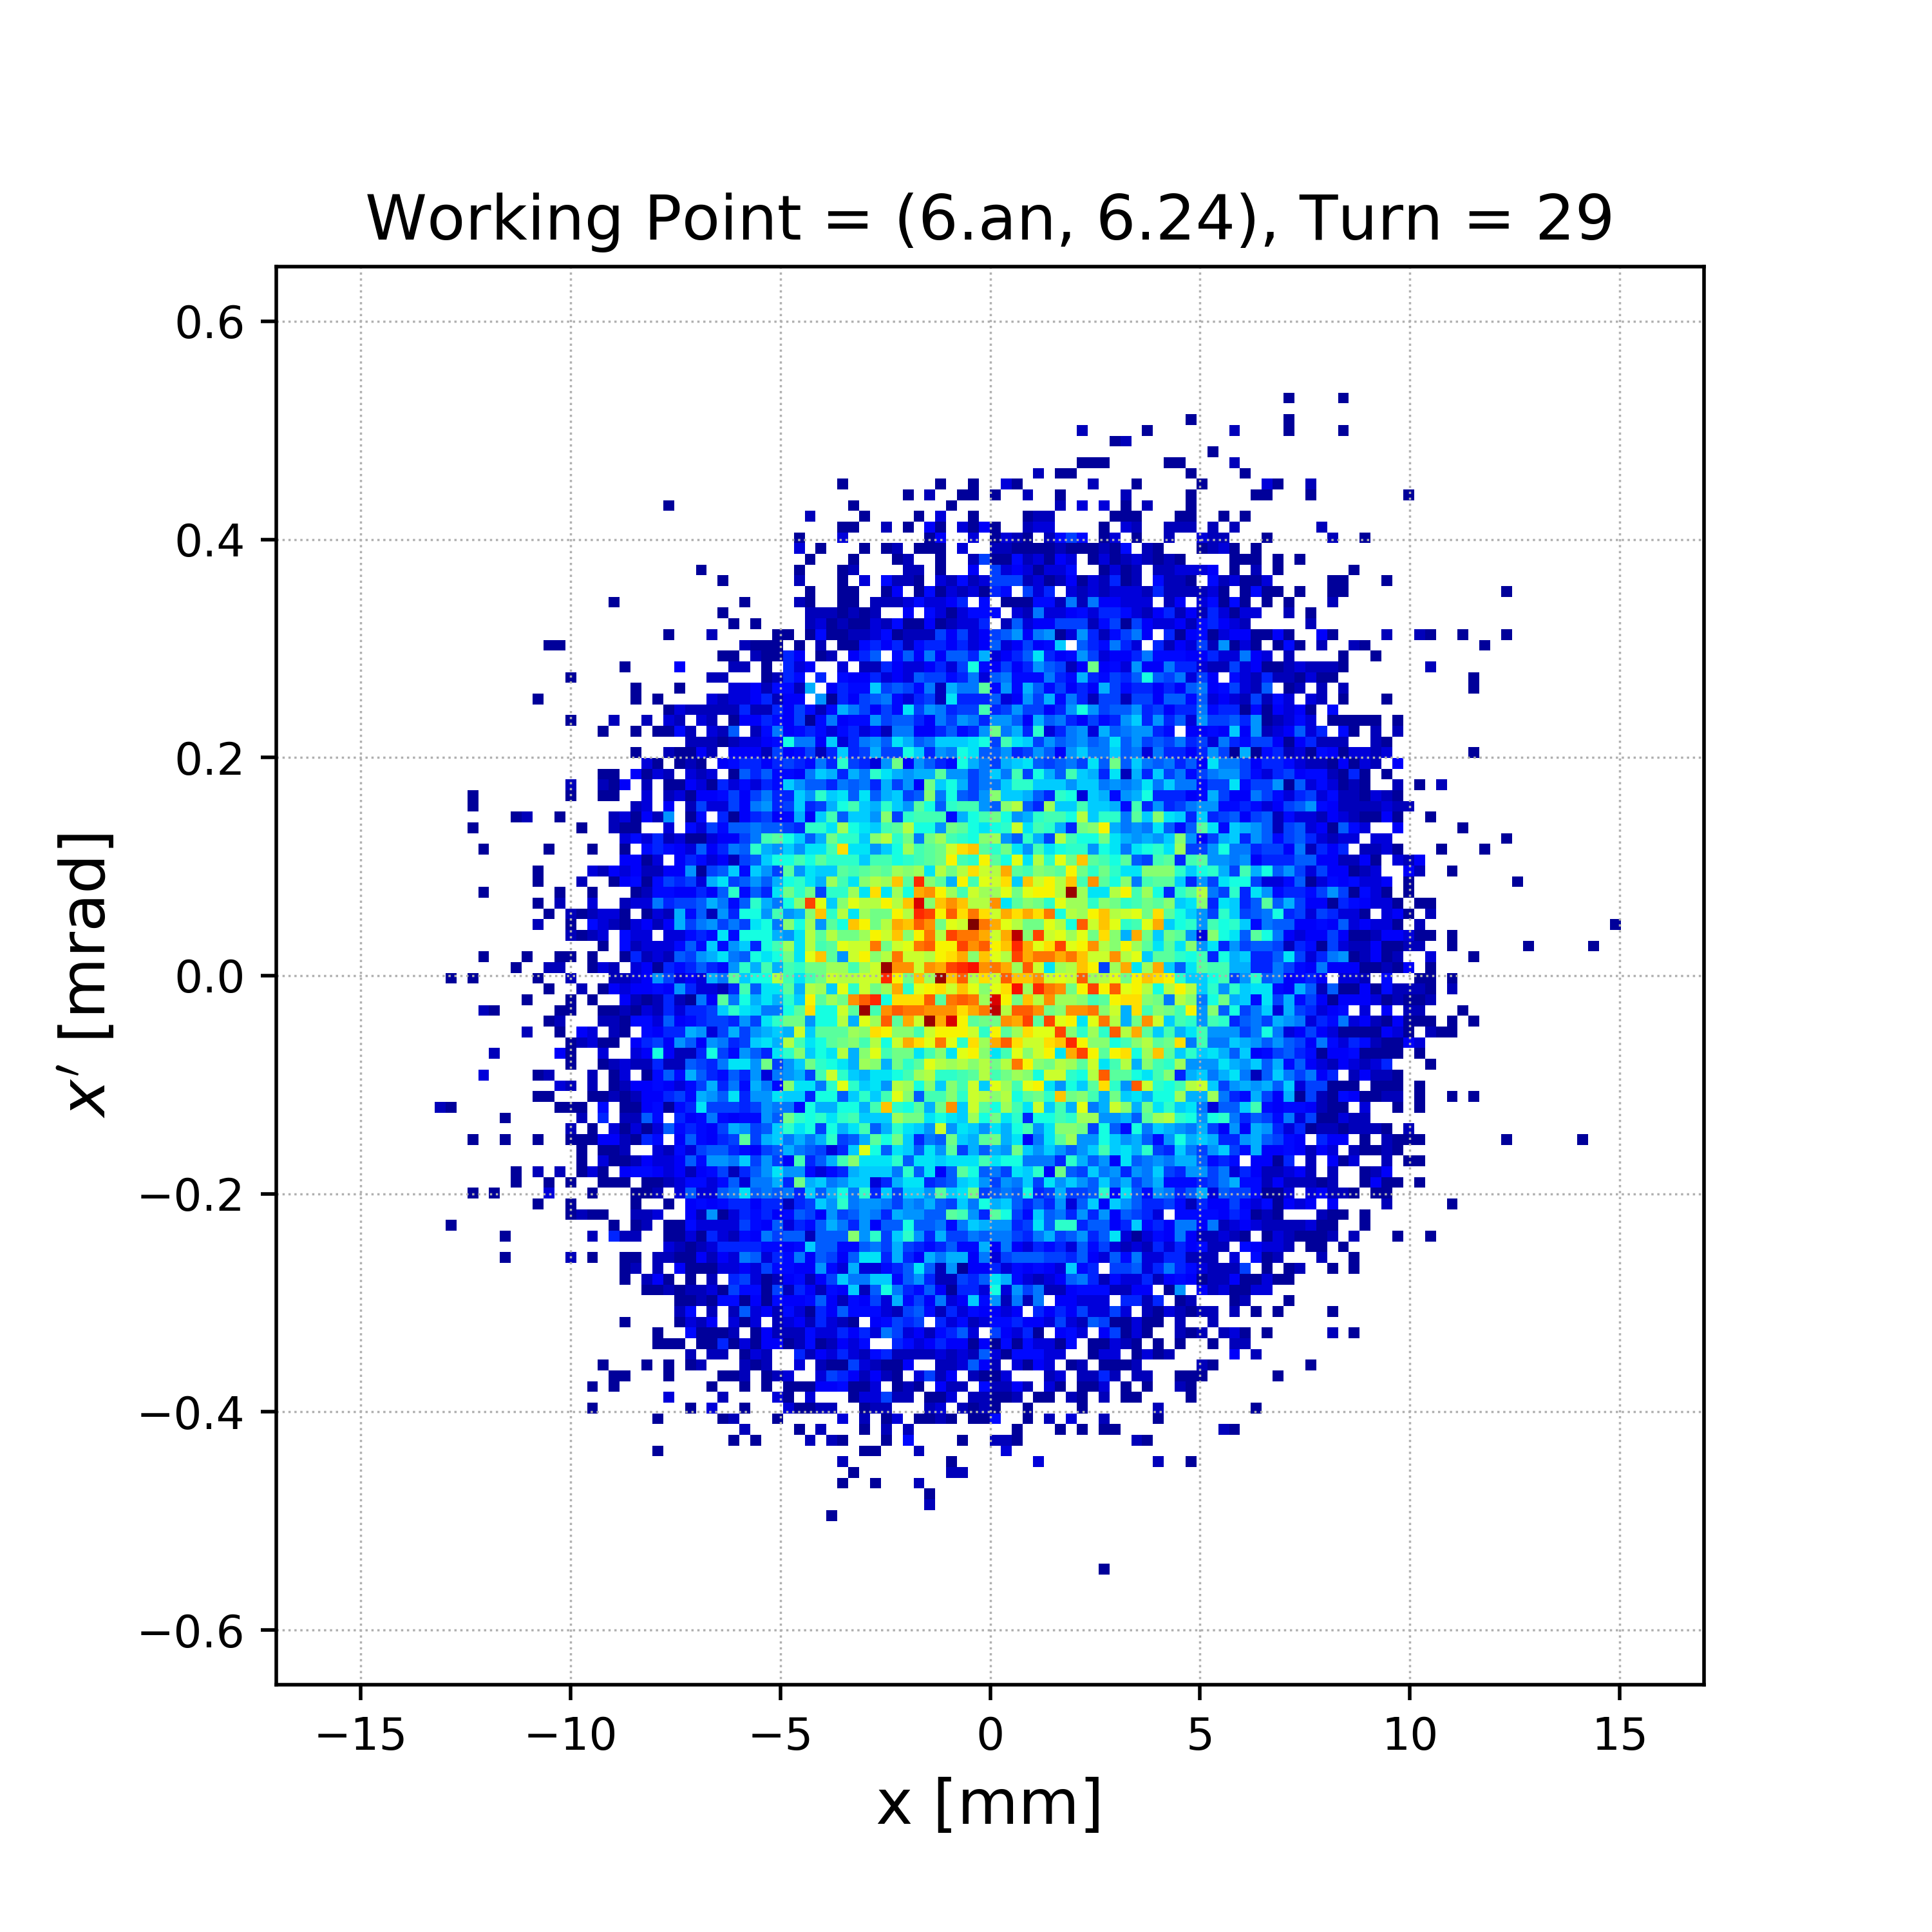 Working Point = (6.an, 6.24), Turn = 29
0.6
0.4
0.2
0.0
−0.2
−0.4
−0.6
x′ [mrad]
−15 −10 −5 0 5 10 15
x [mm]